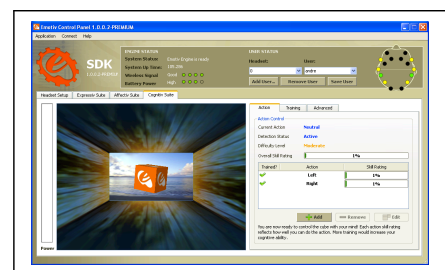 Emotiv Control Panel 1.0.0.2-PREMIUM
Application Connect Help
SDK
1.0.0.2-PREMIUM
ENGINE STATUS
System Status: Emotiv Engine is ready
System Up Time:
Wireless Signal Good
Battery Power High
USER STATUS
Headset: User:
0 andre
Add User... Remove User Save User
Headset Setup Expressiv Suite Affectiv Suite Cognitiv Suite
Power
Action Training Advanced
Action Control
Current Action Neutral
Detection Status Active
Difficulty Level Moderate
Overall Skill Rating 1%
Trained? Action Skill Rating
Left 1%
Right 1%
Add Remove Edit
You are now ready to control the cube with your mind! Each action skill rating
reflects how well you can do the action. More training would increase your
cognitive ability.